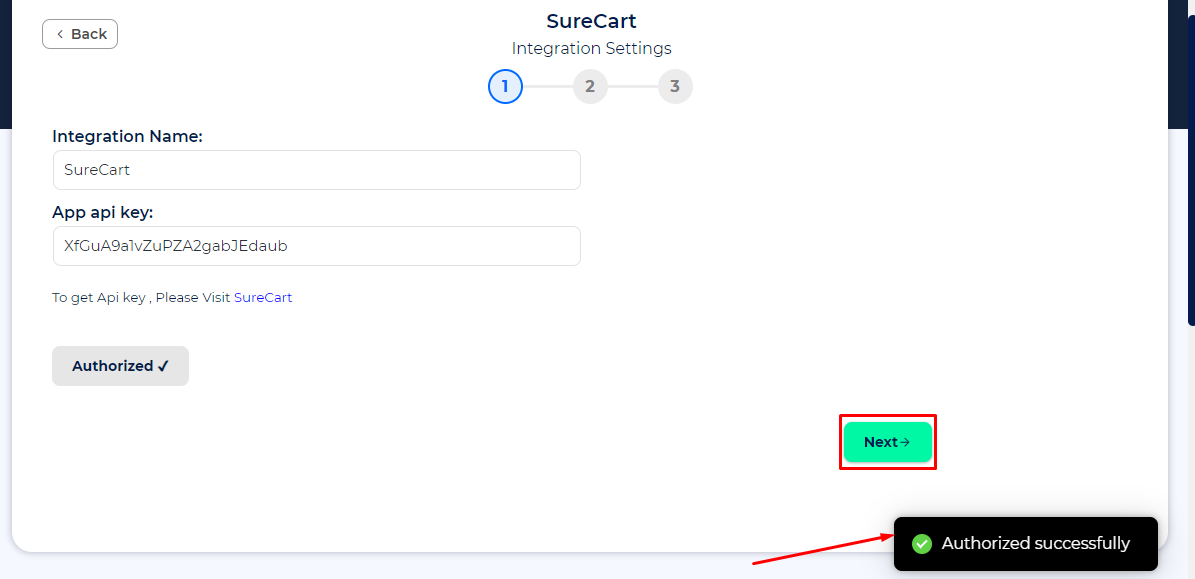 Back
SureCart
Integration Settings
1
2
3
Integration Name:
SureCart
App api key:
XfGuA9a1vZuPZA2gabJEdaub
To get Api key , Please Visit SureCart
Authorized ✓
Next→
Authorized successfully